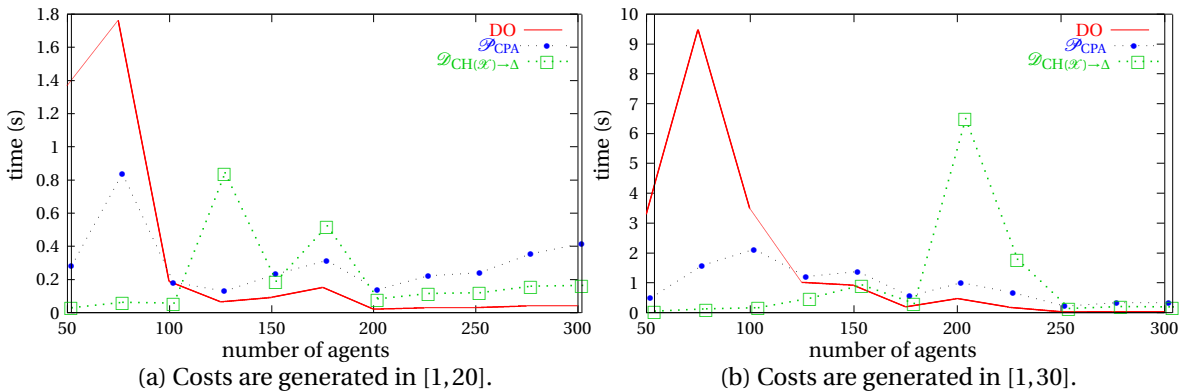 1.8
1.6
1.4
1.2
1
0.8
0.6
0.4
0.2
0
time (s)
DO
𝒫CPA
𝒟CH(𝒳)→Δ
50 100 150 200 250 300
number of agents
(a) Costs are generated in [1,20].
10
9
8
7
6
5
4
3
2
1
0
time (s)
DO
𝒫CPA
𝒟CH(𝒳)→Δ
50 100 150 200 250 300
number of agents
(b) Costs are generated in [1,30].